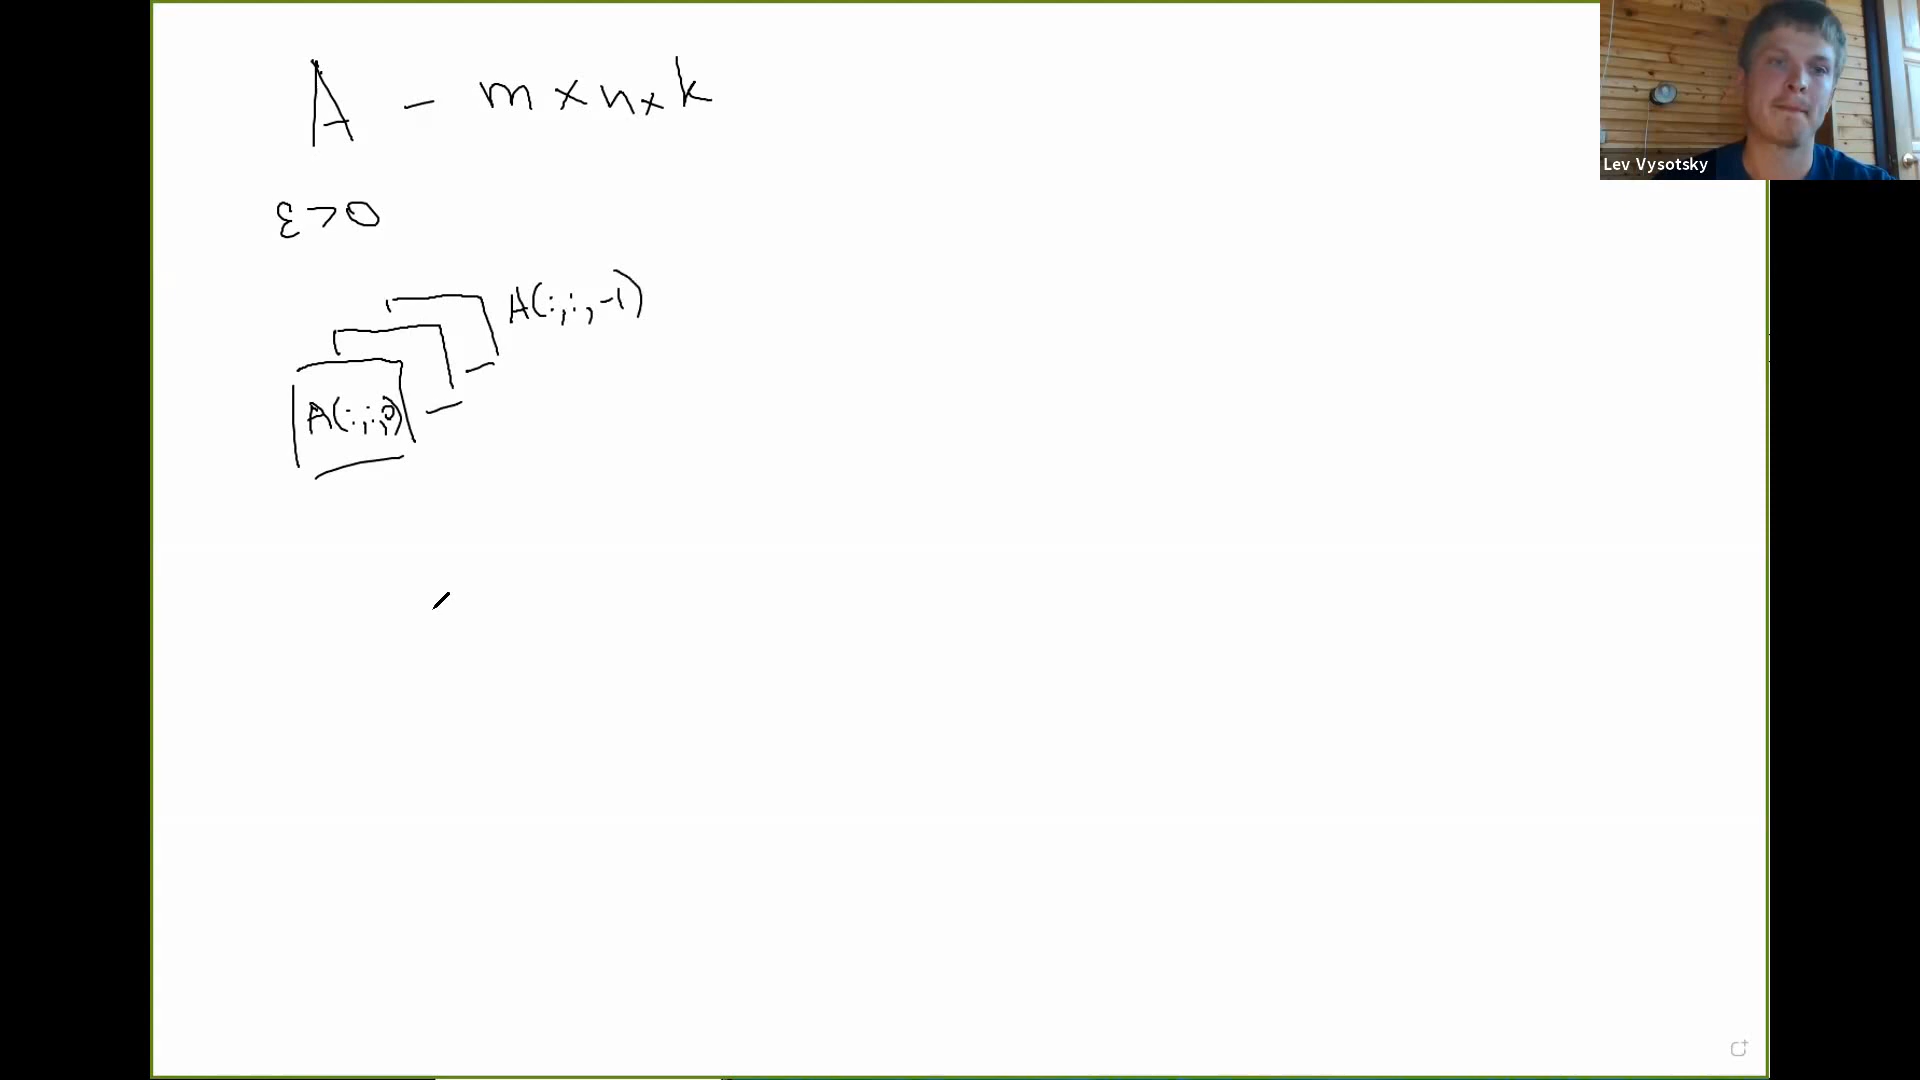 A - m × n × k
Lev Vysotsky
ε > 0
A(:,:,-1)
A(:,:,0)